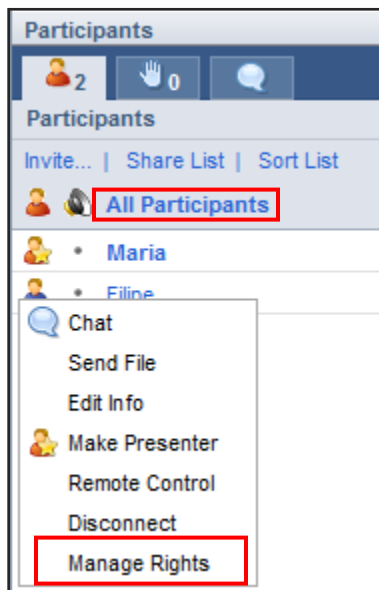 Participants
2 0
Participants
Invite... | Share List | Sort List
All Participants
Maria
Filipe
Chat
Send File
Edit Info
Make Presenter
Remote Control
Disconnect
Manage Rights